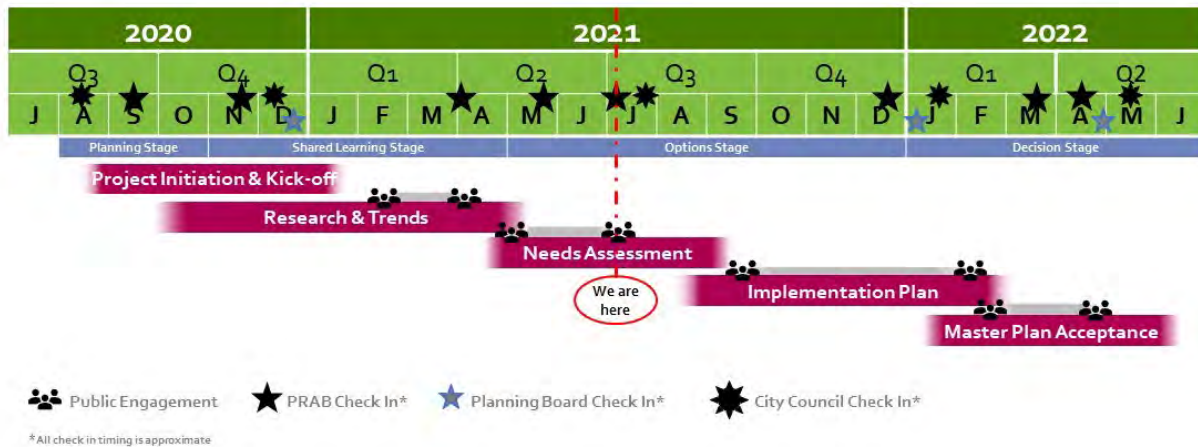 2020 2021 2022
Q3 Q4 Q1 Q2 Q3 Q4 Q1 Q2
J A S O N D J F M A M J J A S O N D J F M A M J
Planning Stage Shared Learning Stage Options Stage Decision Stage
Project Initiation & Kick-off
Research & Trends
Needs Assessment
We are
here
Implementation Plan
Master Plan Acceptance
Public Engagement PRAB Check In* Planning Board Check In* City Council Check In*
*All check in timing is approximate